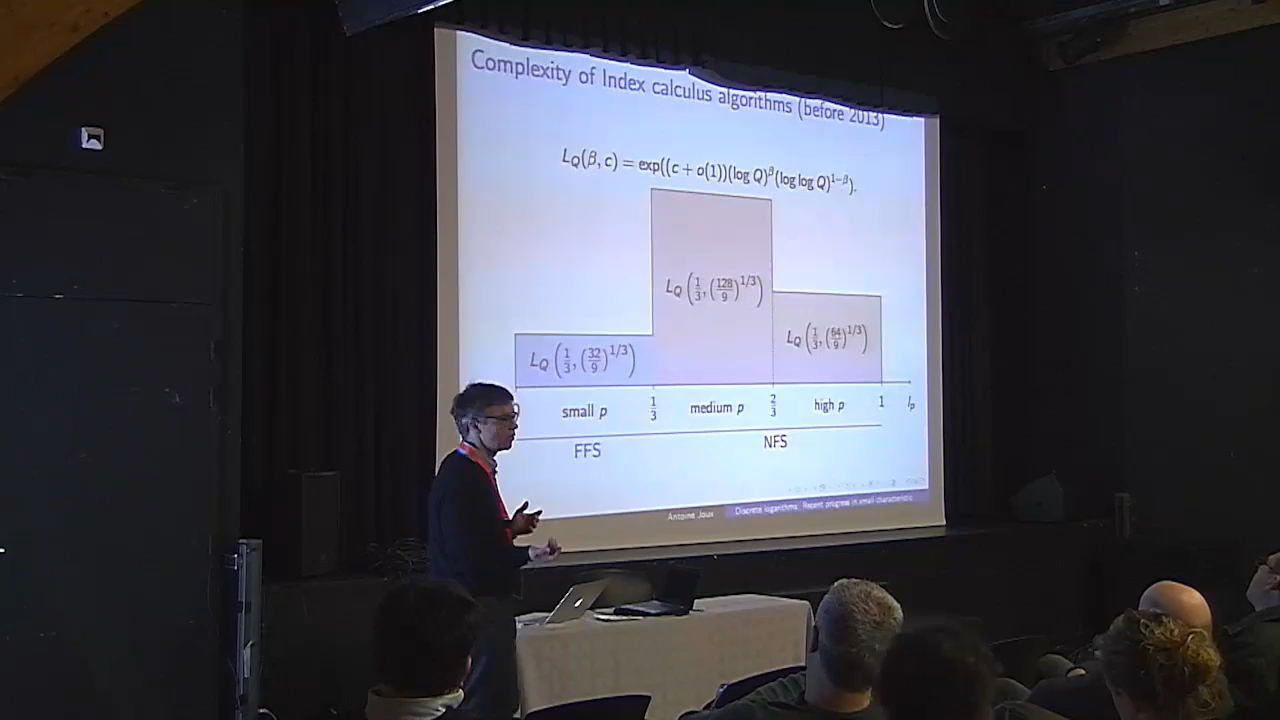 Complexity of Index calculus algorithms (before 2013)
L_Q(β, c) = exp((c + o(1))(log Q)^β(log log Q)^{1−β}).
L_Q(1/3, (128/9)^{1/3})
L_Q(1/3, (64/9)^{1/3})
L_Q(1/3, (32/9)^{1/3})
small p 1/3 medium p 2/3 high p 1 l_p
FFS NFS
Antoine Joux Discrete logarithms: Recent progress in small characteristic